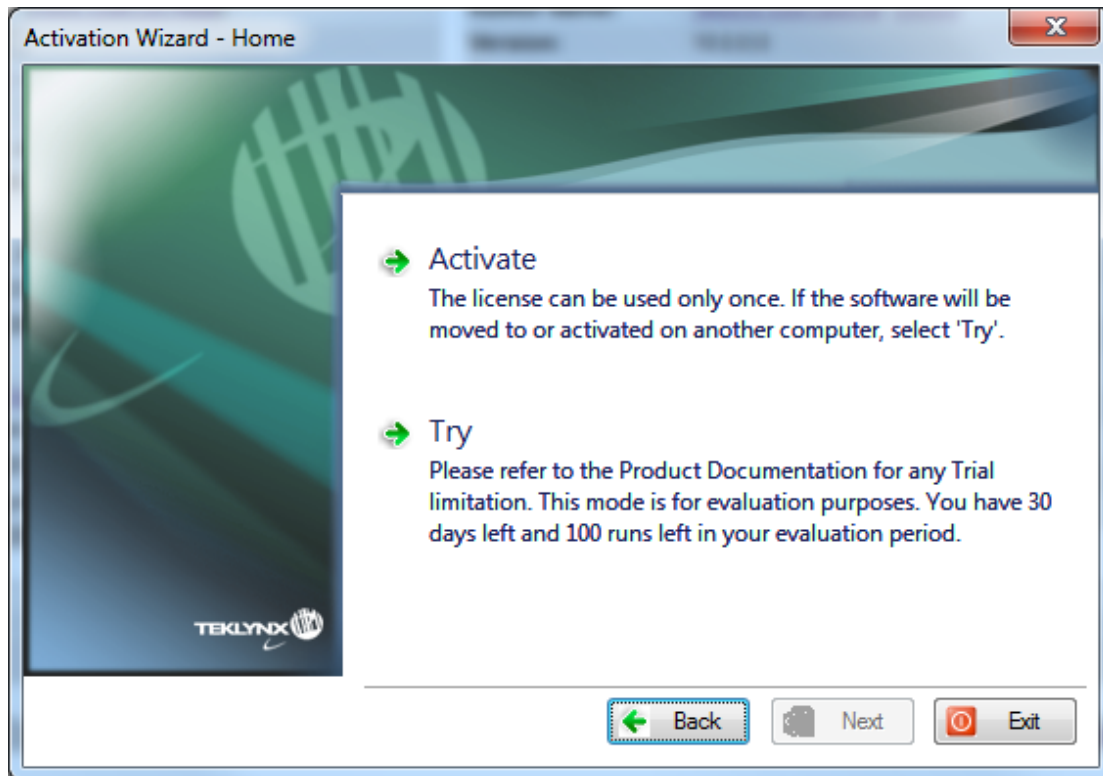 Activation Wizard - Home
Activate
The license can be used only once. If the software will be
moved to or activated on another computer, select 'Try'.
Try
Please refer to the Product Documentation for any Trial
limitation. This mode is for evaluation purposes. You have 30
days left and 100 runs left in your evaluation period.
TEKLYNX
Back
Next
Exit